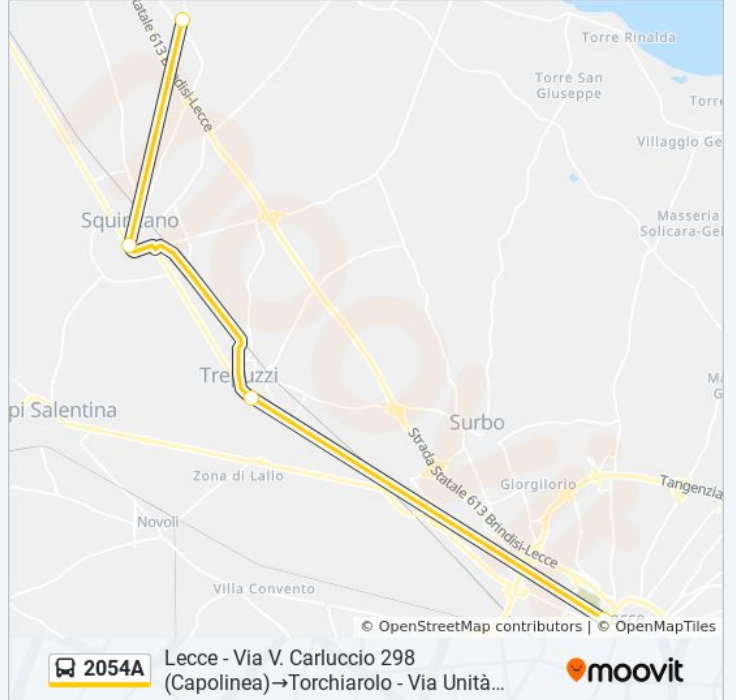 Torre Rinalda
Torre San
Giuseppe
Torre
Statale 613 Brindisi-Lecce
Villaggio Ge
Squinzano
Masseria
Solicara-Gel
Trepuzzi
pi Salentina
Surbo
Strada Statale 613 Brindisi-Lecce
Zona di Lallo
Giorgilorio
Tangenzia
Novoli
Villa Convento
© OpenStreetMap contributors | © OpenMapTiles
2054A
Lecce - Via V. Carluccio 298
(Capolinea)→Torchiarolo - Via Unità...
moovit